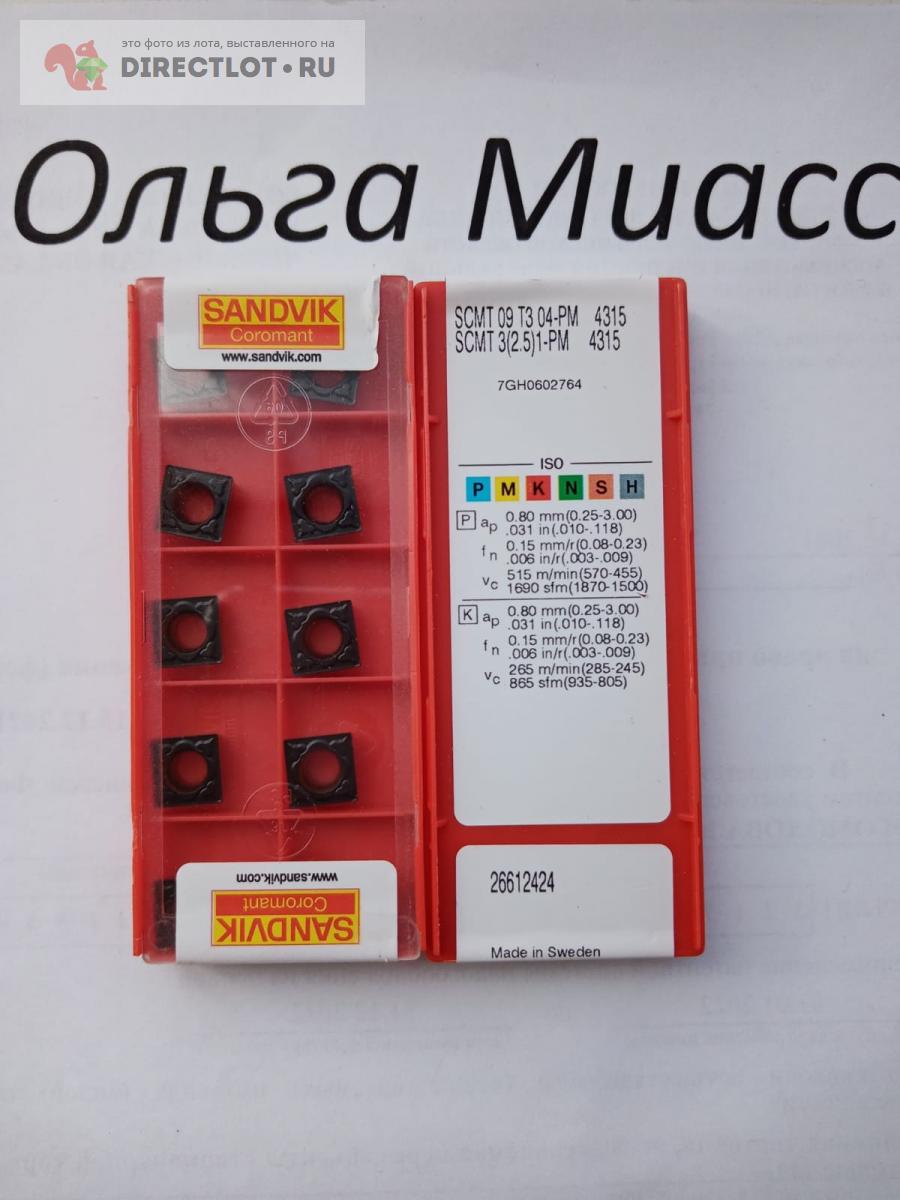 это фото из лота, выставленного на
DIRECTLOT.RU
Ольга Миасс
SANDVIK
Coromant
www.sandvik.com
SCMT 09 T3 04-PM 4315
SCMT 3(2.5)1-PM 4315
7GH0602764
ISO
P M K N S H
P ap 0.80 mm(0.25-3.00)
.031 in(.010-.118)
fn 0.15 mm/r(0.08-0.23)
.006 in/r(.003-.009)
vc 515 m/min(570-455)
1690 sfm(1870-1500)
K ap 0.80 mm(0.25-3.00)
.031 in(.010-.118)
fn 0.15 mm/r(0.08-0.23)
.006 in/r(.003-.009)
vc 265 m/min(285-245)
865 sfm(935-805)
www.sandvik.com
Coromant
SANDVIK
26612424
Made in Sweden